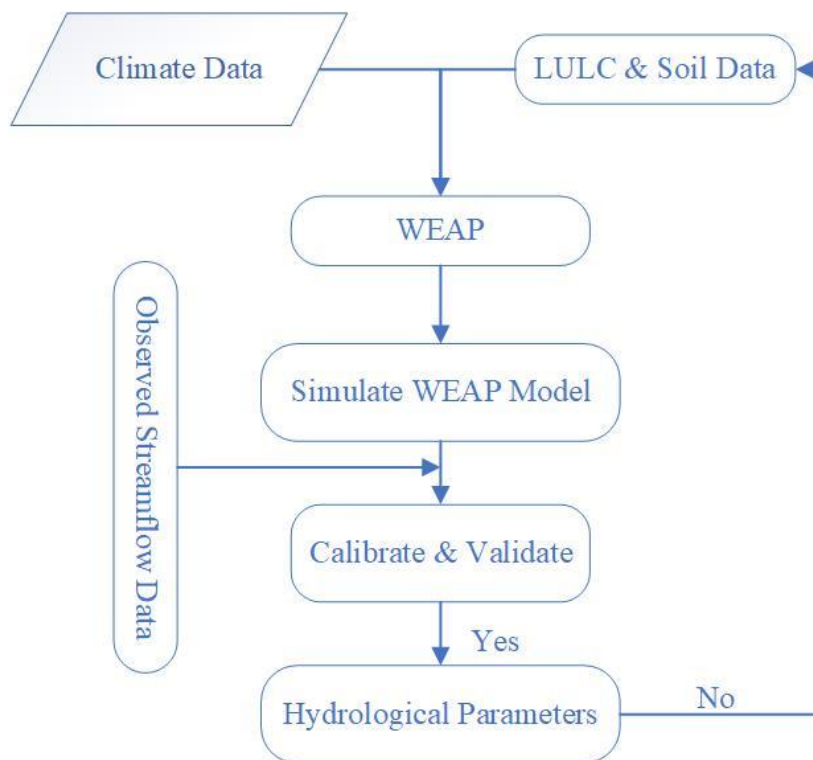 Climate Data
LULC & Soil Data
WEAP
Observed Streamflow Data
Simulate WEAP Model
Calibrate & Validate
Yes
Hydrological Parameters
No